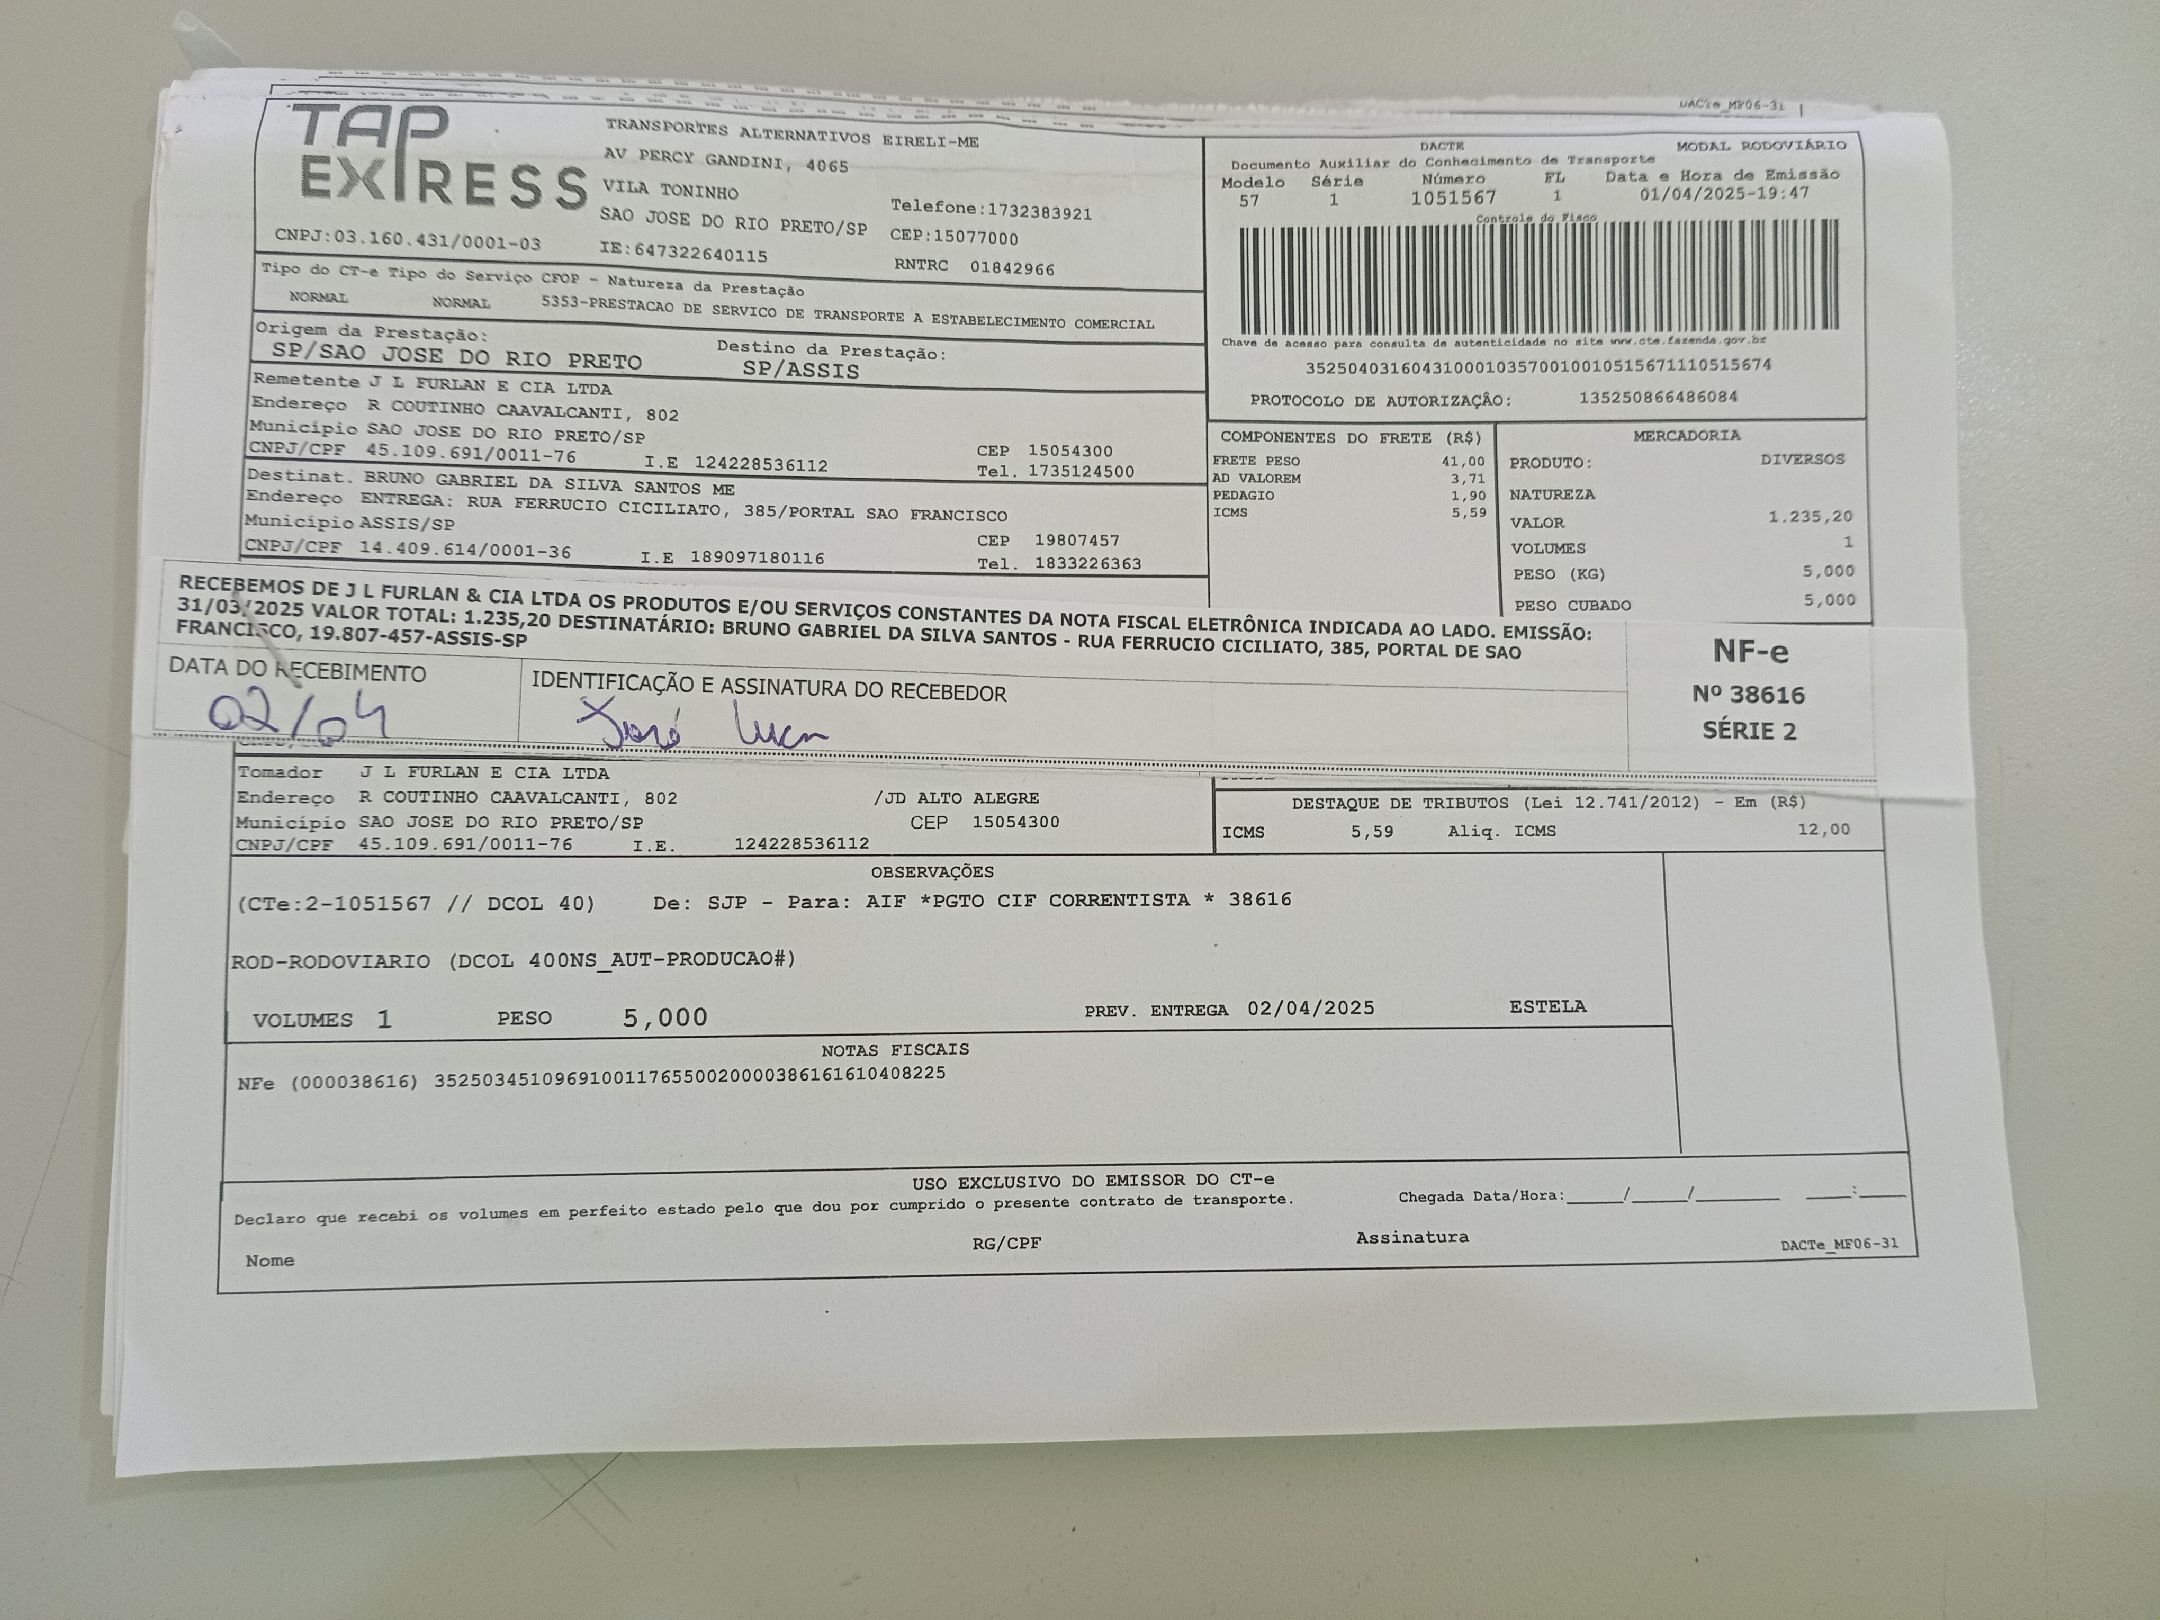 DACTe_MF06-31
TAP EXPRESS
TRANSPORTES ALTERNATIVOS EIRELI-ME
AV PERCY GANDINI, 4065
VILA TONINHO
SAO JOSE DO RIO PRETO/SP
Telefone:1732383921
CEP:15077000
CNPJ:03.160.431/0001-03 IE:647322640115 RNTRC 01842966
Tipo do CT-e Tipo do Serviço CFOP - Natureza da Prestação
NORMAL NORMAL 5353-PRESTACAO DE SERVICO DE TRANSPORTE A ESTABELECIMENTO COMERCIAL
Origem da Prestação: Destino da Prestação:
SP/SAO JOSE DO RIO PRETO SP/ASSIS
Remetente J L FURLAN E CIA LTDA
Endereço R COUTINHO CAAVALCANTI, 802
Município SAO JOSE DO RIO PRETO/SP CEP 15054300
CNPJ/CPF 45.109.691/0011-76 I.E 124228536112 Tel. 1735124500
Destinat. BRUNO GABRIEL DA SILVA SANTOS ME
Endereço ENTREGA: RUA FERRUCIO CICILIATO, 385/PORTAL SAO FRANCISCO
Município ASSIS/SP CEP 19807457
CNPJ/CPF 14.409.614/0001-36 I.E 189097180116 Tel. 1833226363
DACTE MODAL RODOVIÁRIO
Documento Auxiliar do Conhecimento de Transporte
Modelo Série Número FL Data e Hora de Emissão
57 1 1051567 1 01/04/2025-19:47
Controle do Fisco
Chave de acesso para consulta de autenticidade no site www.cte.fazenda.gov.br
35250403160431000103570010010515671110515674
PROTOCOLO DE AUTORIZAÇÂO: 135250866486084
COMPONENTES DO FRETE (R$)
FRETE PESO 41,00
AD VALOREM 3,71
PEDAGIO 1,90
ICMS 5,59
MERCADORIA
PRODUTO: DIVERSOS
NATUREZA
VALOR 1.235,20
VOLUMES 1
PESO (KG) 5,000
PESO CUBADO 5,000
RECEBEMOS DE J L FURLAN & CIA LTDA OS PRODUTOS E/OU SERVIÇOS CONSTANTES DA NOTA FISCAL ELETRÔNICA INDICADA AO LADO. EMISSÃO:
31/03/2025 VALOR TOTAL: 1.235,20 DESTINATÁRIO: BRUNO GABRIEL DA SILVA SANTOS - RUA FERRUCIO CICILIATO, 385, PORTAL DE SAO
FRANCISCO, 19.807-457-ASSIS-SP
DATA DO RECEBIMENTO IDENTIFICAÇÃO E ASSINATURA DO RECEBEDOR
02/04 José
NF-e
Nº 38616
SÉRIE 2
Tomador J L FURLAN E CIA LTDA
Endereço R COUTINHO CAAVALCANTI, 802 /JD ALTO ALEGRE
Município SAO JOSE DO RIO PRETO/SP CEP 15054300
CNPJ/CPF 45.109.691/0011-76 I.E. 124228536112
DESTAQUE DE TRIBUTOS (Lei 12.741/2012) - Em (R$)
ICMS 5,59 Aliq. ICMS 12,00
OBSERVAÇÕES
(CTe:2-1051567 // DCOL 40) De: SJP - Para: AIF *PGTO CIF CORRENTISTA * 38616
ROD-RODOVIARIO (DCOL 400NS_AUT-PRODUCAO#)
VOLUMES 1 PESO 5,000 PREV. ENTREGA 02/04/2025 ESTELA
NOTAS FISCAIS
NFe (000038616) 35250345109691001176550020000386161610408225
USO EXCLUSIVO DO EMISSOR DO CT-e
Declaro que recebi os volumes em perfeito estado pelo que dou por cumprido o presente contrato de transporte. Chegada Data/Hora:_____/_____/_______ ____:____
Nome RG/CPF Assinatura DACTe_MF06-31